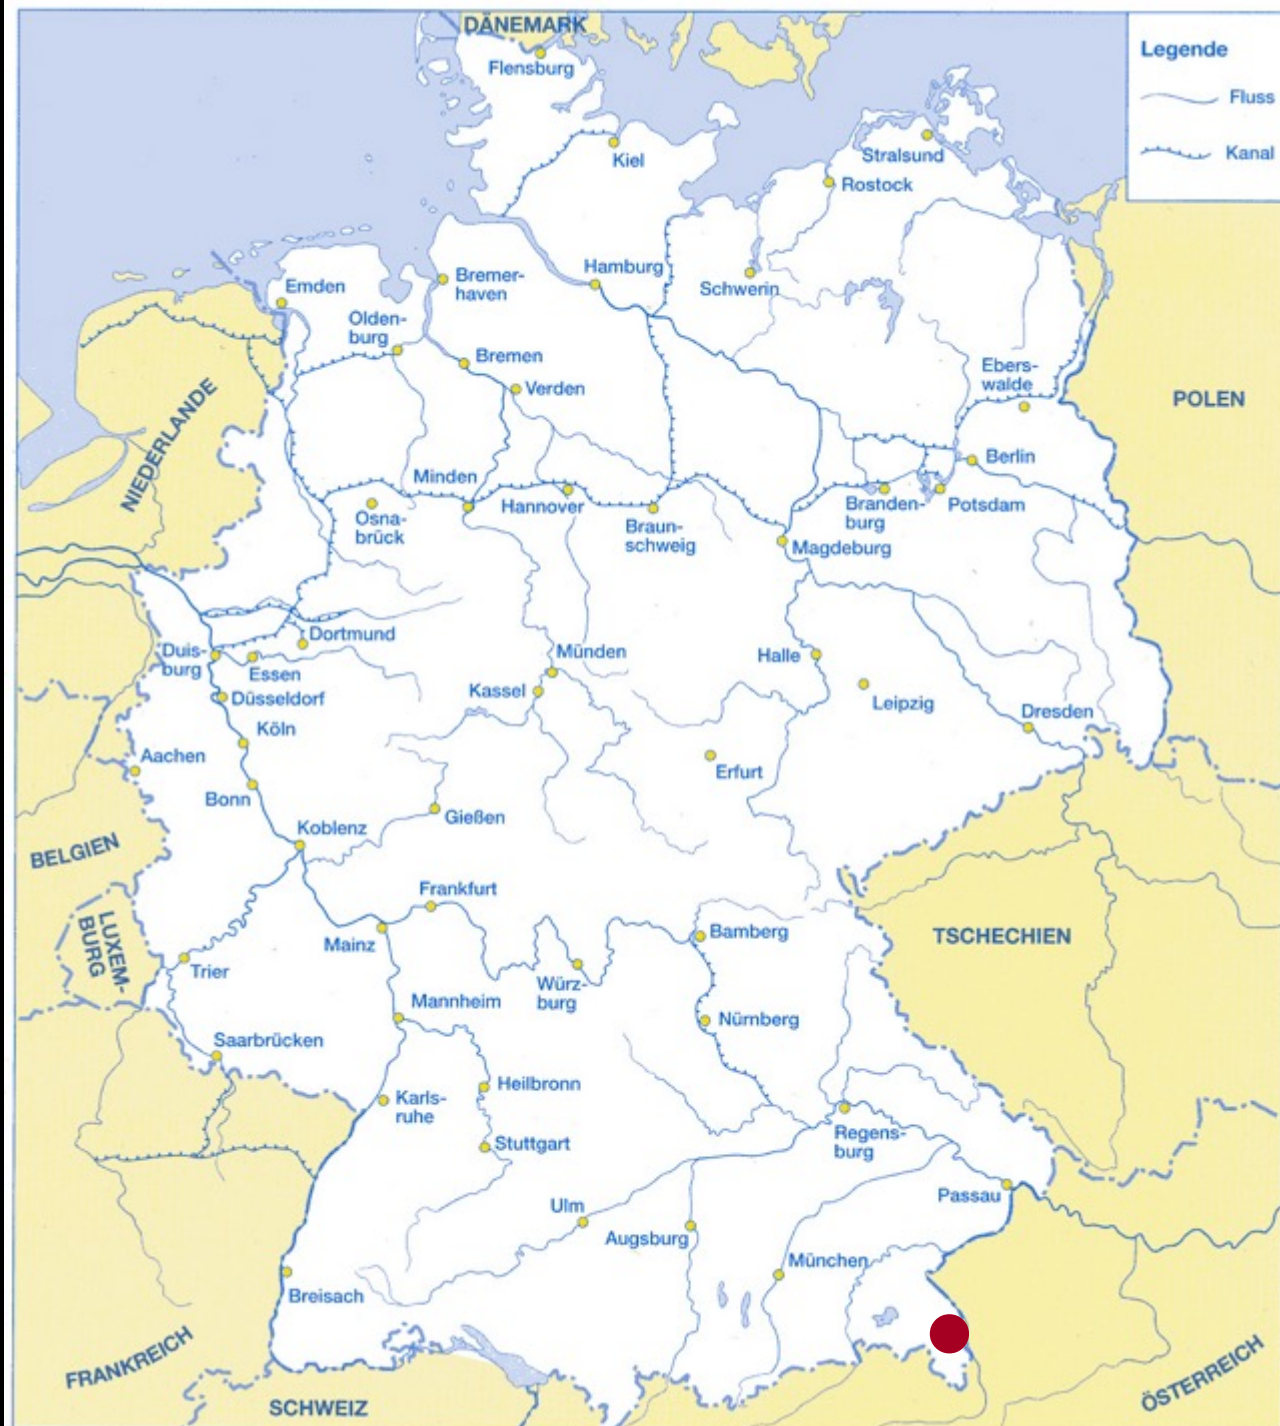 DÄNEMARK
Legende
Fluss
Kanal
Flensburg
Kiel
Stralsund
Rostock
Hamburg
Schwerin
Bremer-
haven
Emden
Olden-
burg
Bremen
Verden
Ebers-
walde
POLEN
NIEDERLANDE
Berlin
Minden
Hannover
Osna-
brück
Braun-
schweig
Branden-
burg
Potsdam
Magdeburg
Dortmund
Duis-
burg
Essen
Münden
Halle
Kassel
Düsseldorf
Leipzig
Dresden
Köln
Aachen
Erfurt
Bonn
Gießen
Koblenz
BELGIEN
Frankfurt
LUXEM-
BURG
Mainz
Bamberg
TSCHECHIEN
Trier
Würz-
burg
Mannheim
Nürnberg
Saarbrücken
Heilbronn
Karls-
ruhe
Stuttgart
Regens-
burg
Passau
Ulm
Augsburg
München
Breisach
FRANKREICH
SCHWEIZ
ÖSTERREICH